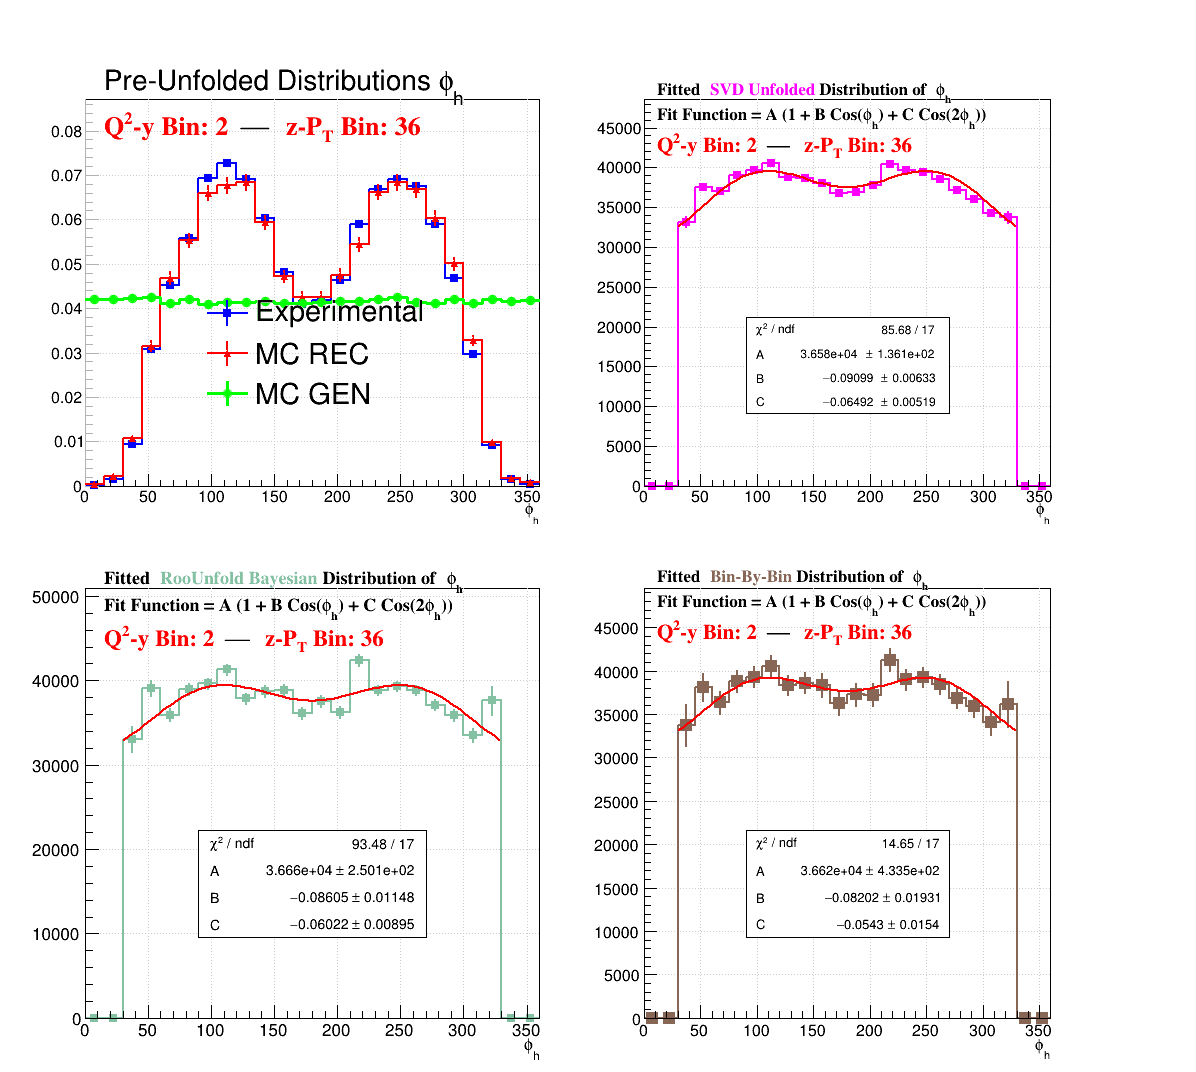 Pre-Unfolded Distributions ϕh
Q²-y Bin: 2 — z-PT Bin: 36
0.08
0.07
0.06
0.05
0.04
0.03
0.02
0.01
0
Experimental
MC REC
MC GEN
0 50 100 150 200 250 300
ϕh
Fitted SVD Unfolded Distribution of ϕh
Fit Function = A (1 + B Cos(ϕh) + C Cos(2ϕh))
Q²-y Bin: 2 — z-PT Bin: 36
45000
40000
35000
30000
25000
20000
15000
10000
5000
0
χ² / ndf 85.68 / 17
A 3.658e+04 ± 1.361e+02
B −0.09099 ± 0.00633
C −0.06492 ± 0.00519
0 50 100 150 200 250 300 350
ϕh
Fitted RooUnfold Bayesian Distribution of ϕh
Fit Function = A (1 + B Cos(ϕh) + C Cos(2ϕh))
Q²-y Bin: 2 — z-PT Bin: 36
50000
40000
30000
20000
10000
0
χ² / ndf 93.48 / 17
A 3.666e+04 ± 2.501e+02
B −0.08605 ± 0.01148
C −0.06022 ± 0.00895
0 50 100 150 200 250 300
ϕh
Fitted Bin-By-Bin Distribution of ϕh
Fit Function = A (1 + B Cos(ϕh) + C Cos(2ϕh))
Q²-y Bin: 2 — z-PT Bin: 36
45000
40000
35000
30000
25000
20000
15000
10000
5000
0
χ² / ndf 14.65 / 17
A 3.662e+04 ± 4.335e+02
B −0.08202 ± 0.01931
C −0.0543 ± 0.0154
0 50 100 150 200 250 300 350
ϕh